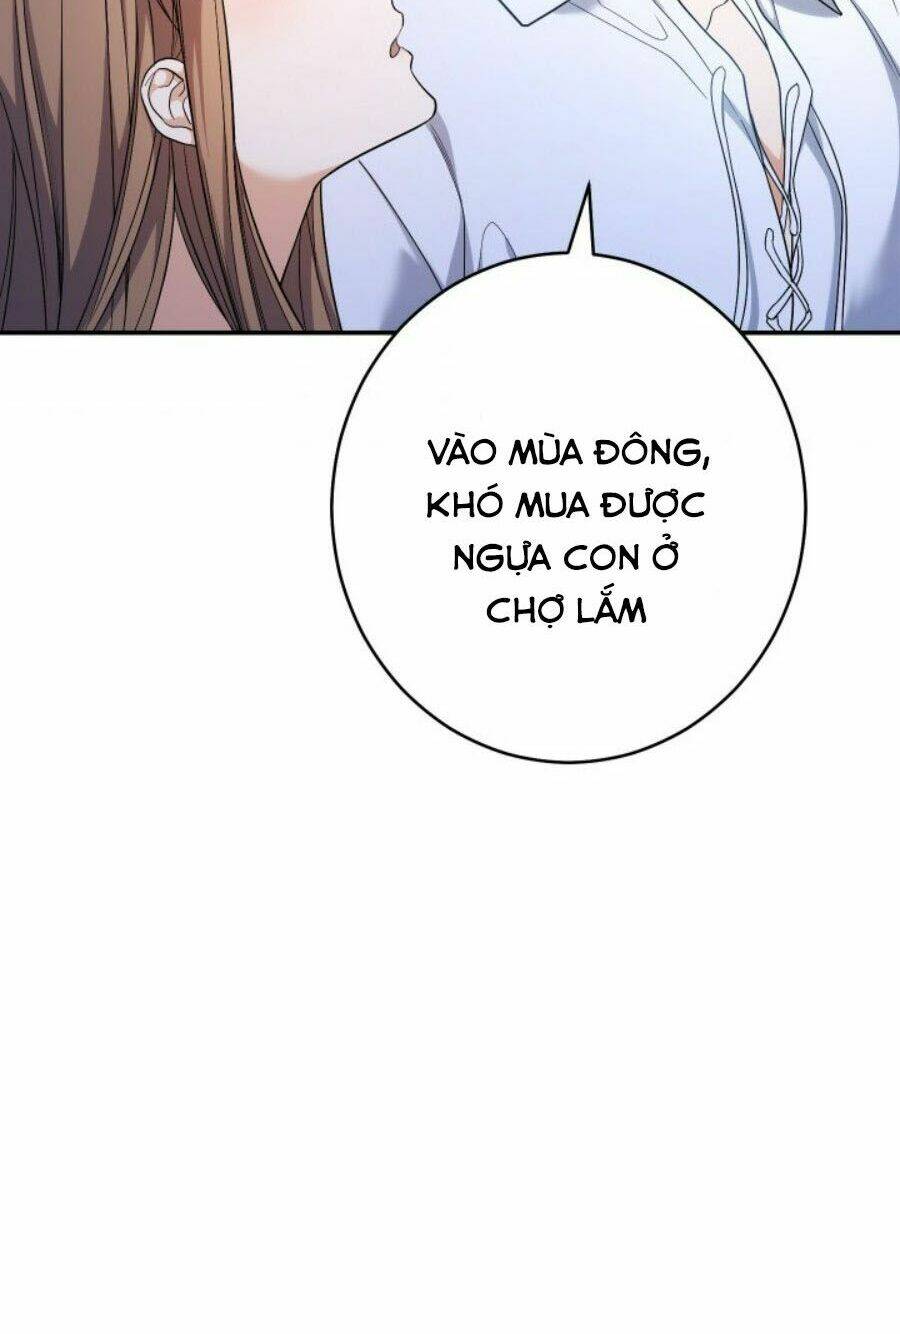 VÀO MÙA ĐÔNG,
KHÓ MUA ĐƯỢC
NGỰA CON Ở
CHỢ LẮM